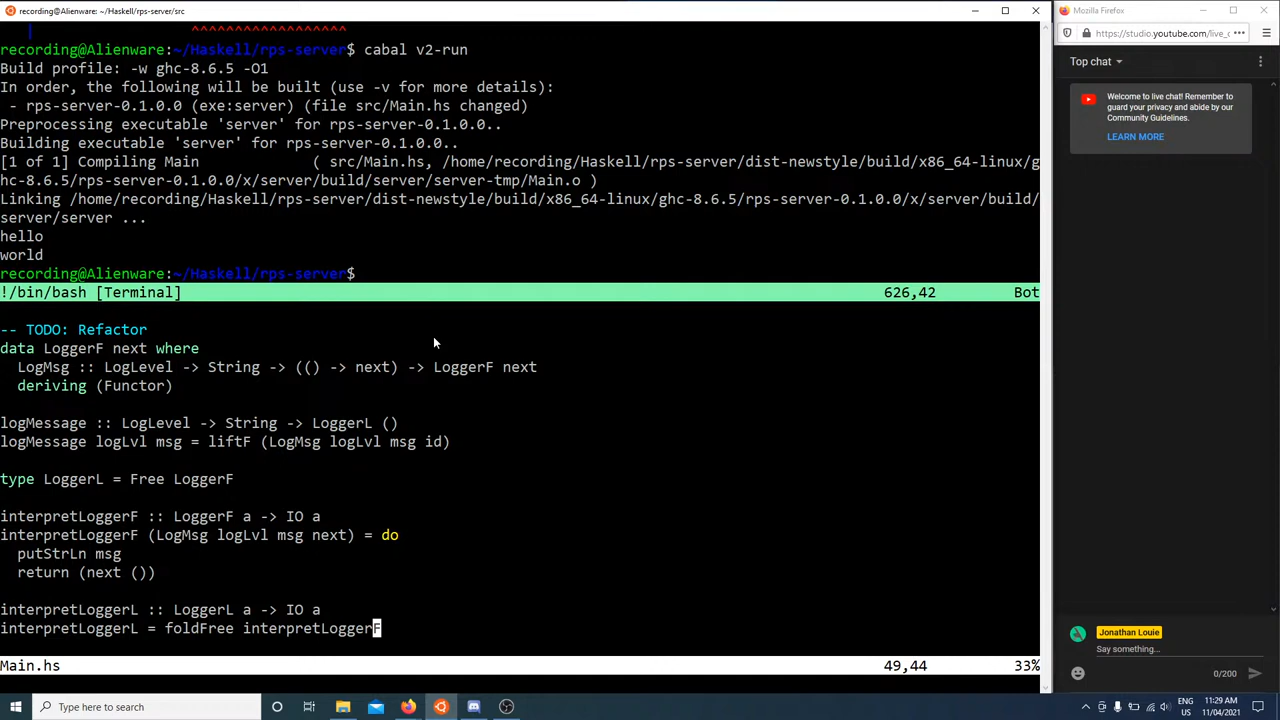 recording@Alienware: ~/Haskell/rps-server/src
| ^^^^^^^^^^^^^^^^^^
recording@Alienware:~/Haskell/rps-server$ cabal v2-run
Build profile: -w ghc-8.6.5 -O1
In order, the following will be built (use -v for more details):
 - rps-server-0.1.0.0 (exe:server) (file src/Main.hs changed)
Preprocessing executable 'server' for rps-server-0.1.0.0..
Building executable 'server' for rps-server-0.1.0.0..
[1 of 1] Compiling Main             ( src/Main.hs, /home/recording/Haskell/rps-server/dist-newstyle/build/x86_64-linux/g
hc-8.6.5/rps-server-0.1.0.0/x/server/build/server/server-tmp/Main.o )
Linking /home/recording/Haskell/rps-server/dist-newstyle/build/x86_64-linux/ghc-8.6.5/rps-server-0.1.0.0/x/server/build/
server/server ...
hello
world
recording@Alienware:~/Haskell/rps-server$
!/bin/bash [Terminal] 626,42 Bot
-- TODO: Refactor
data LoggerF next where
  LogMsg :: LogLevel -> String -> (() -> next) -> LoggerF next
  deriving (Functor)
logMessage :: LogLevel -> String -> LoggerL ()
logMessage logLvl msg = liftF (LogMsg logLvl msg id)
type LoggerL = Free LoggerF
interpretLoggerF :: LoggerF a -> IO a
interpretLoggerF (LogMsg logLvl msg next) = do
  putStrLn msg
  return (next ())
interpretLoggerL :: LoggerL a -> IO a
interpretLoggerL = foldFree interpretLoggerF
Main.hs 49,44 33%
Mozilla Firefox
https://studio.youtube.com/live_c
Top chat
Welcome to live chat! Remember to
guard your privacy and abide by our
Community Guidelines.
LEARN MORE
Jonathan Louie
Say something...
0/200
Type here to search
ENG
US
11:29 AM
11/04/2021